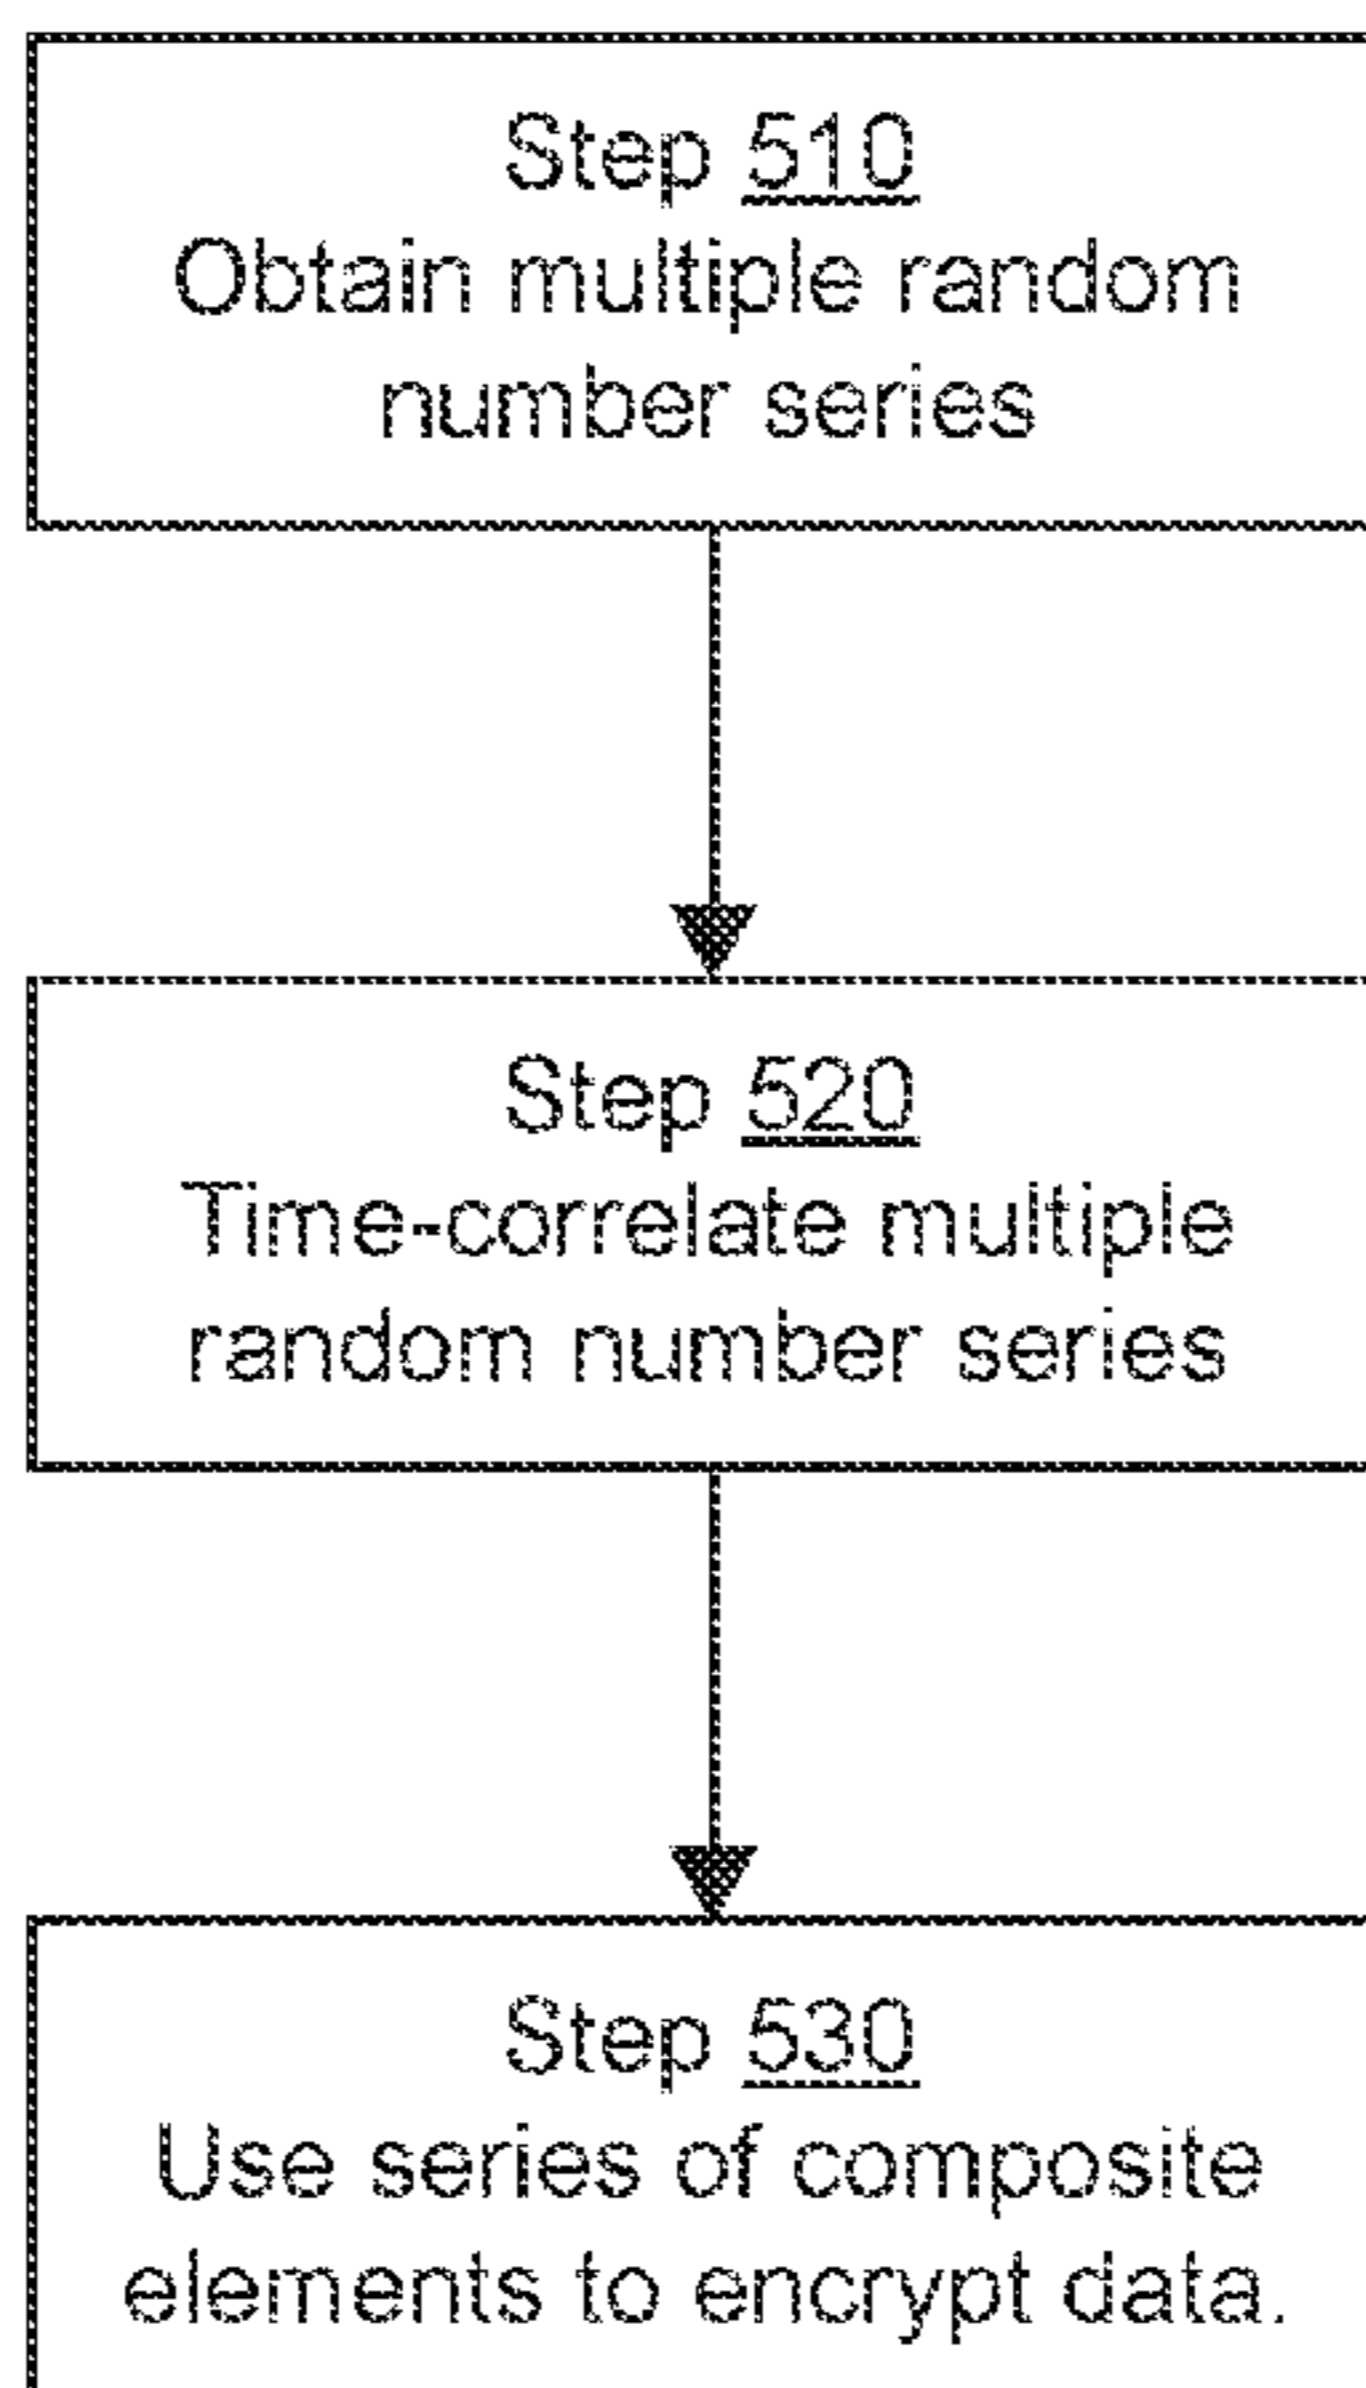 Step 510
Obtain multiple random
number series
Step 520
Time-correlate multiple
random number series
Step 530
Use series of composite
elements to encrypt data.